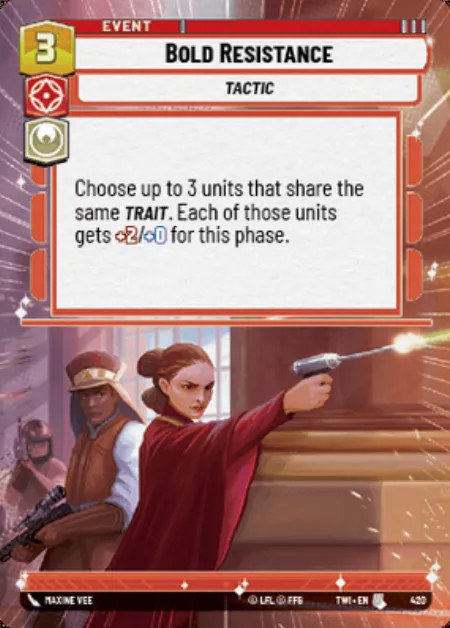 EVENT
3
BOLD RESISTANCE
TACTIC
Choose up to 3 units that share the
same TRAIT. Each of those units
gets +2/+0 for this phase.
MAXINE VEE
© LFL © FFG
TWI • EN
420